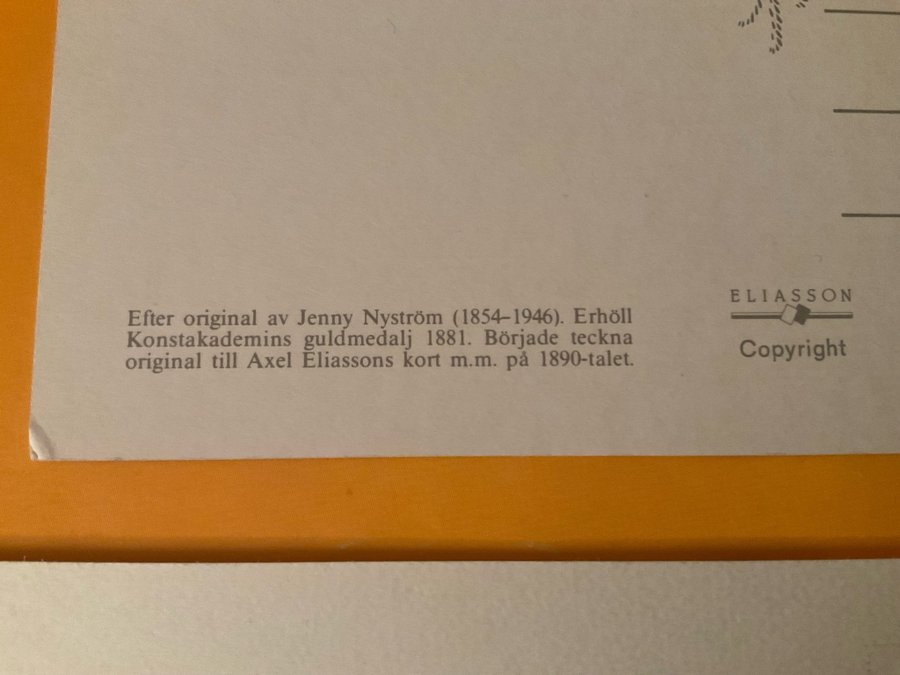 Efter original av Jenny Nyström (1854–1946). Erhöll
Konstakademins guldmedalj 1881. Började teckna
original till Axel Eliassons kort m.m. på 1890-talet.
ELIASSON
Copyright